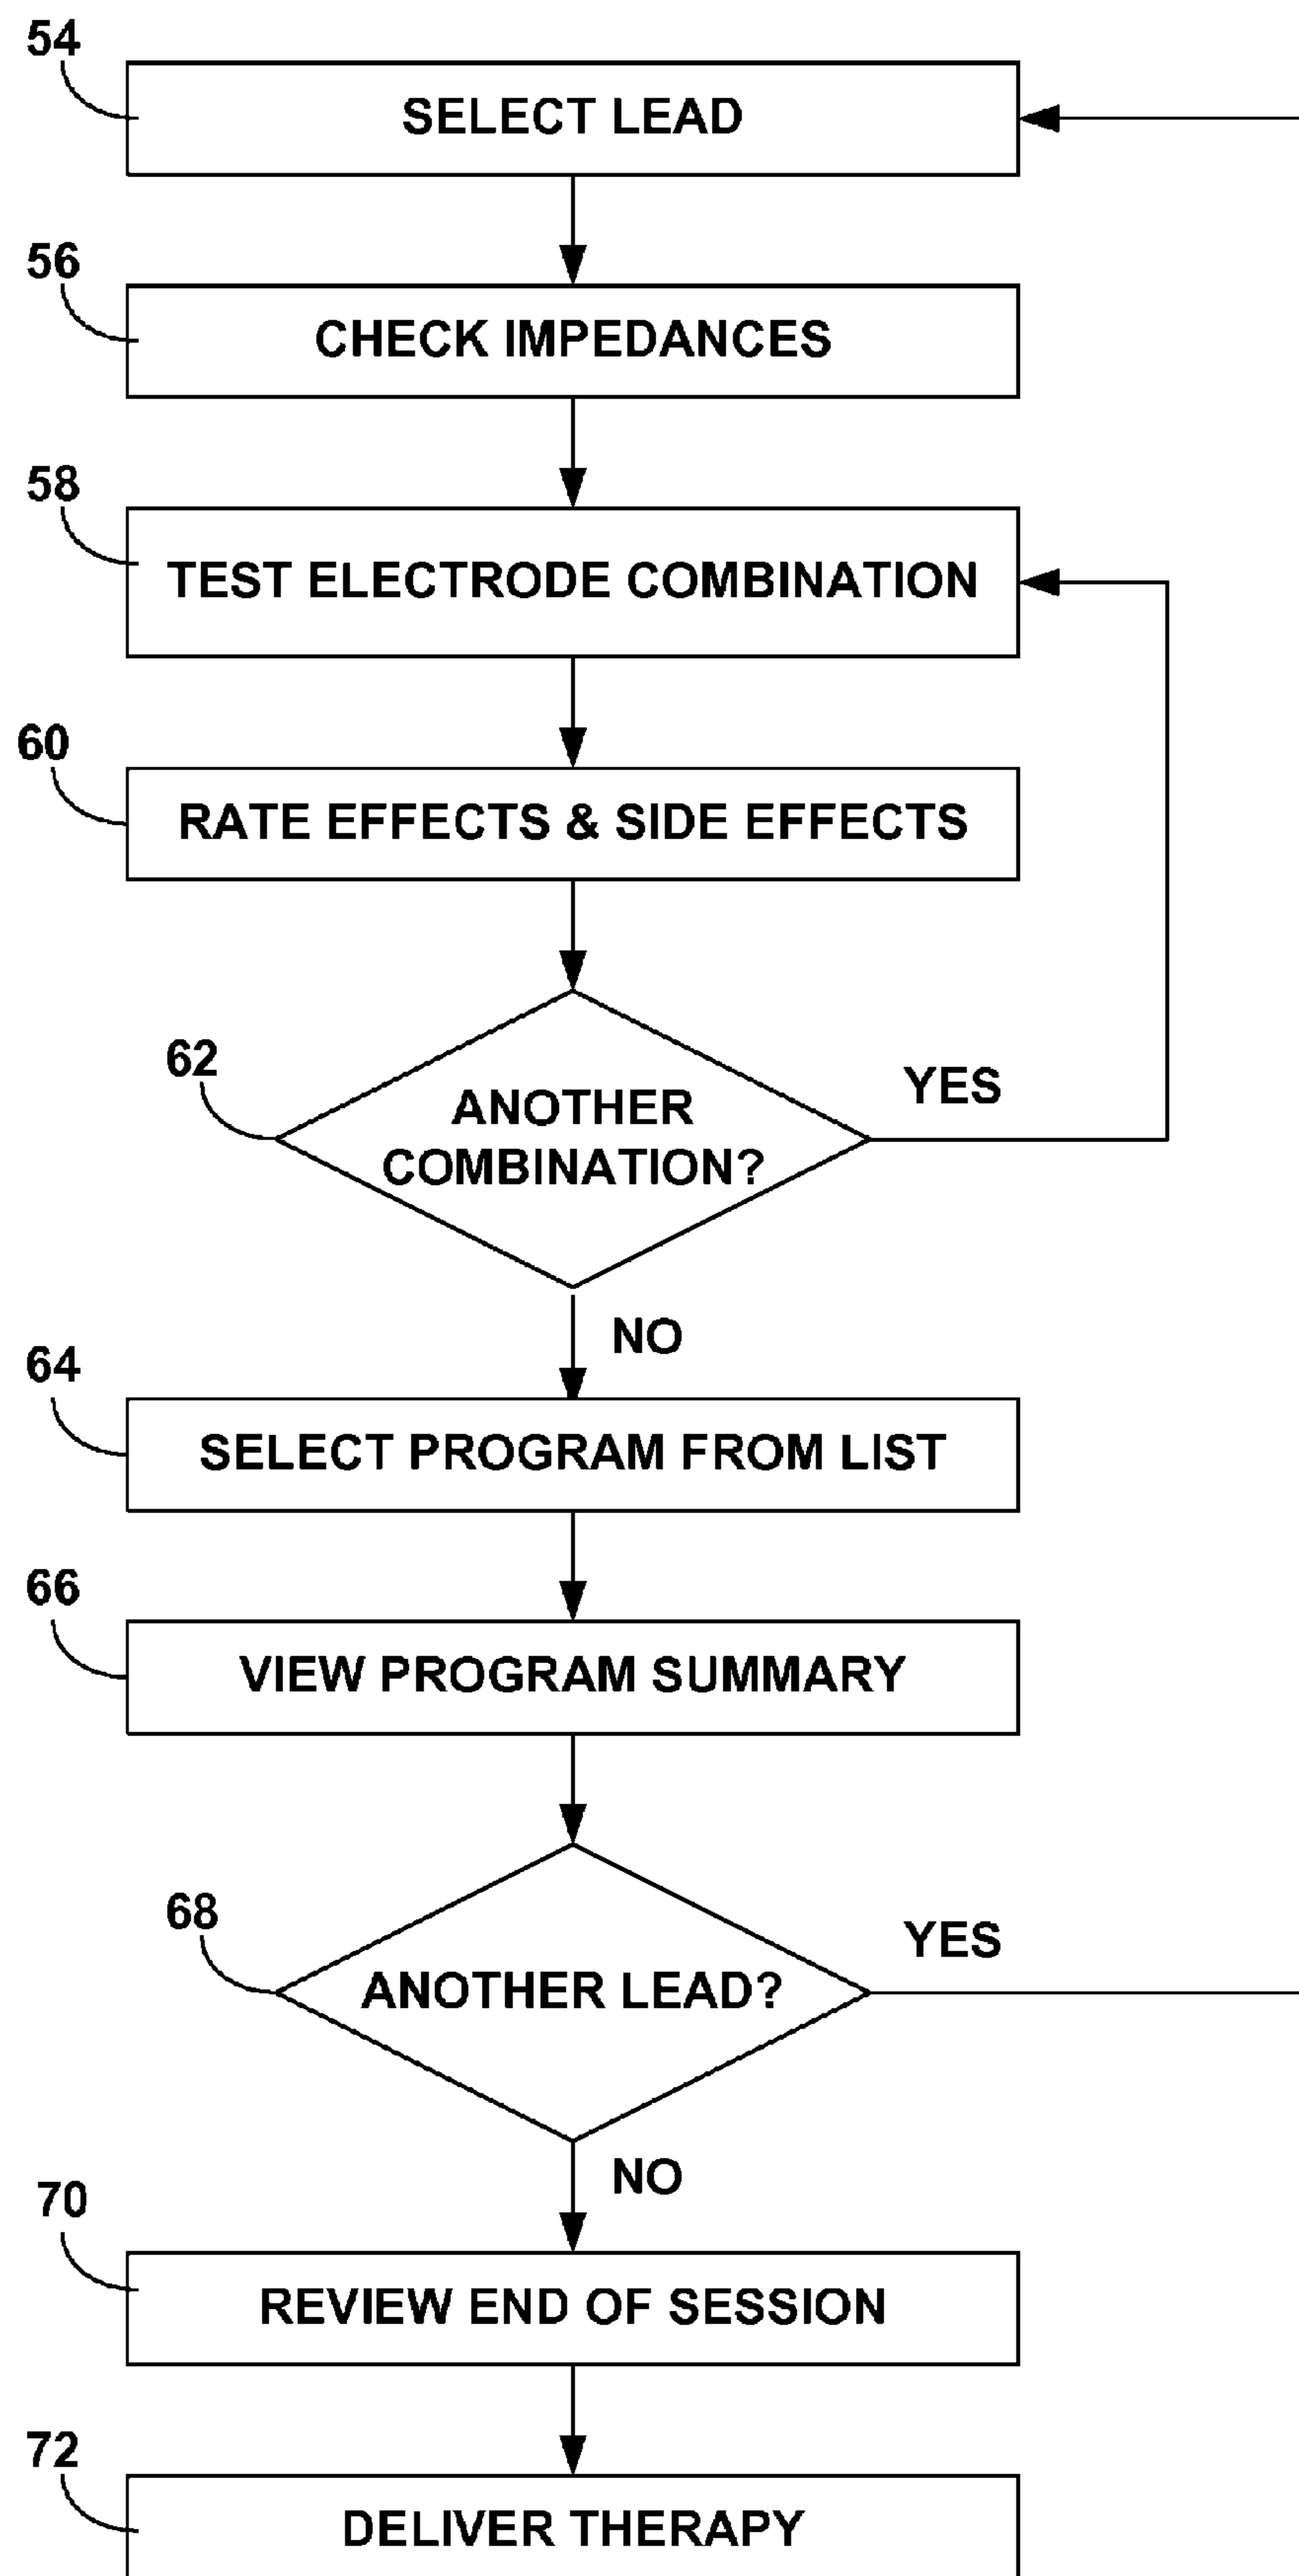 54
SELECT LEAD
56
CHECK IMPEDANCES
58
TEST ELECTRODE COMBINATION
60
RATE EFFECTS & SIDE EFFECTS
62
ANOTHER
COMBINATION?
YES
NO
64
SELECT PROGRAM FROM LIST
66
VIEW PROGRAM SUMMARY
68
ANOTHER LEAD?
YES
NO
70
REVIEW END OF SESSION
72
DELIVER THERAPY